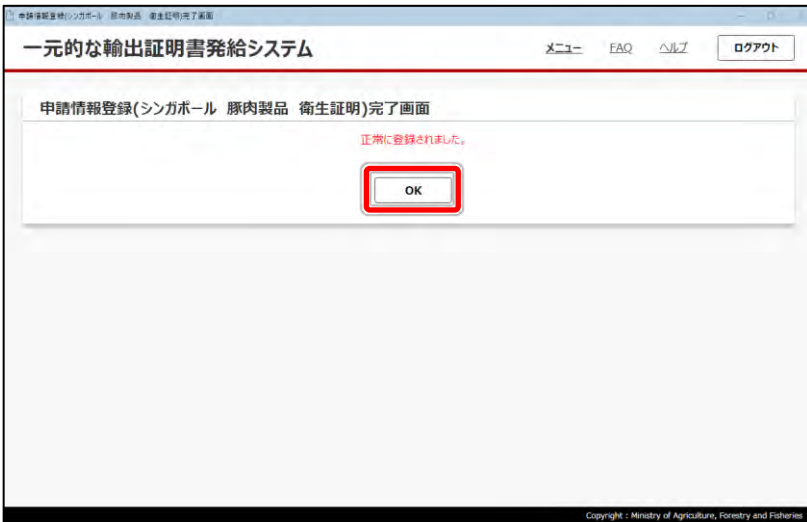 申請情報登録(シンガポール 豚肉製品 衛生証明)完了画面
一元的な輸出証明書発給システム
メニュー FAQ ヘルプ ログアウト
申請情報登録(シンガポール 豚肉製品 衛生証明)完了画面
正常に登録されました。
OK
Copyright : Ministry of Agriculture, Forestry and Fisheries